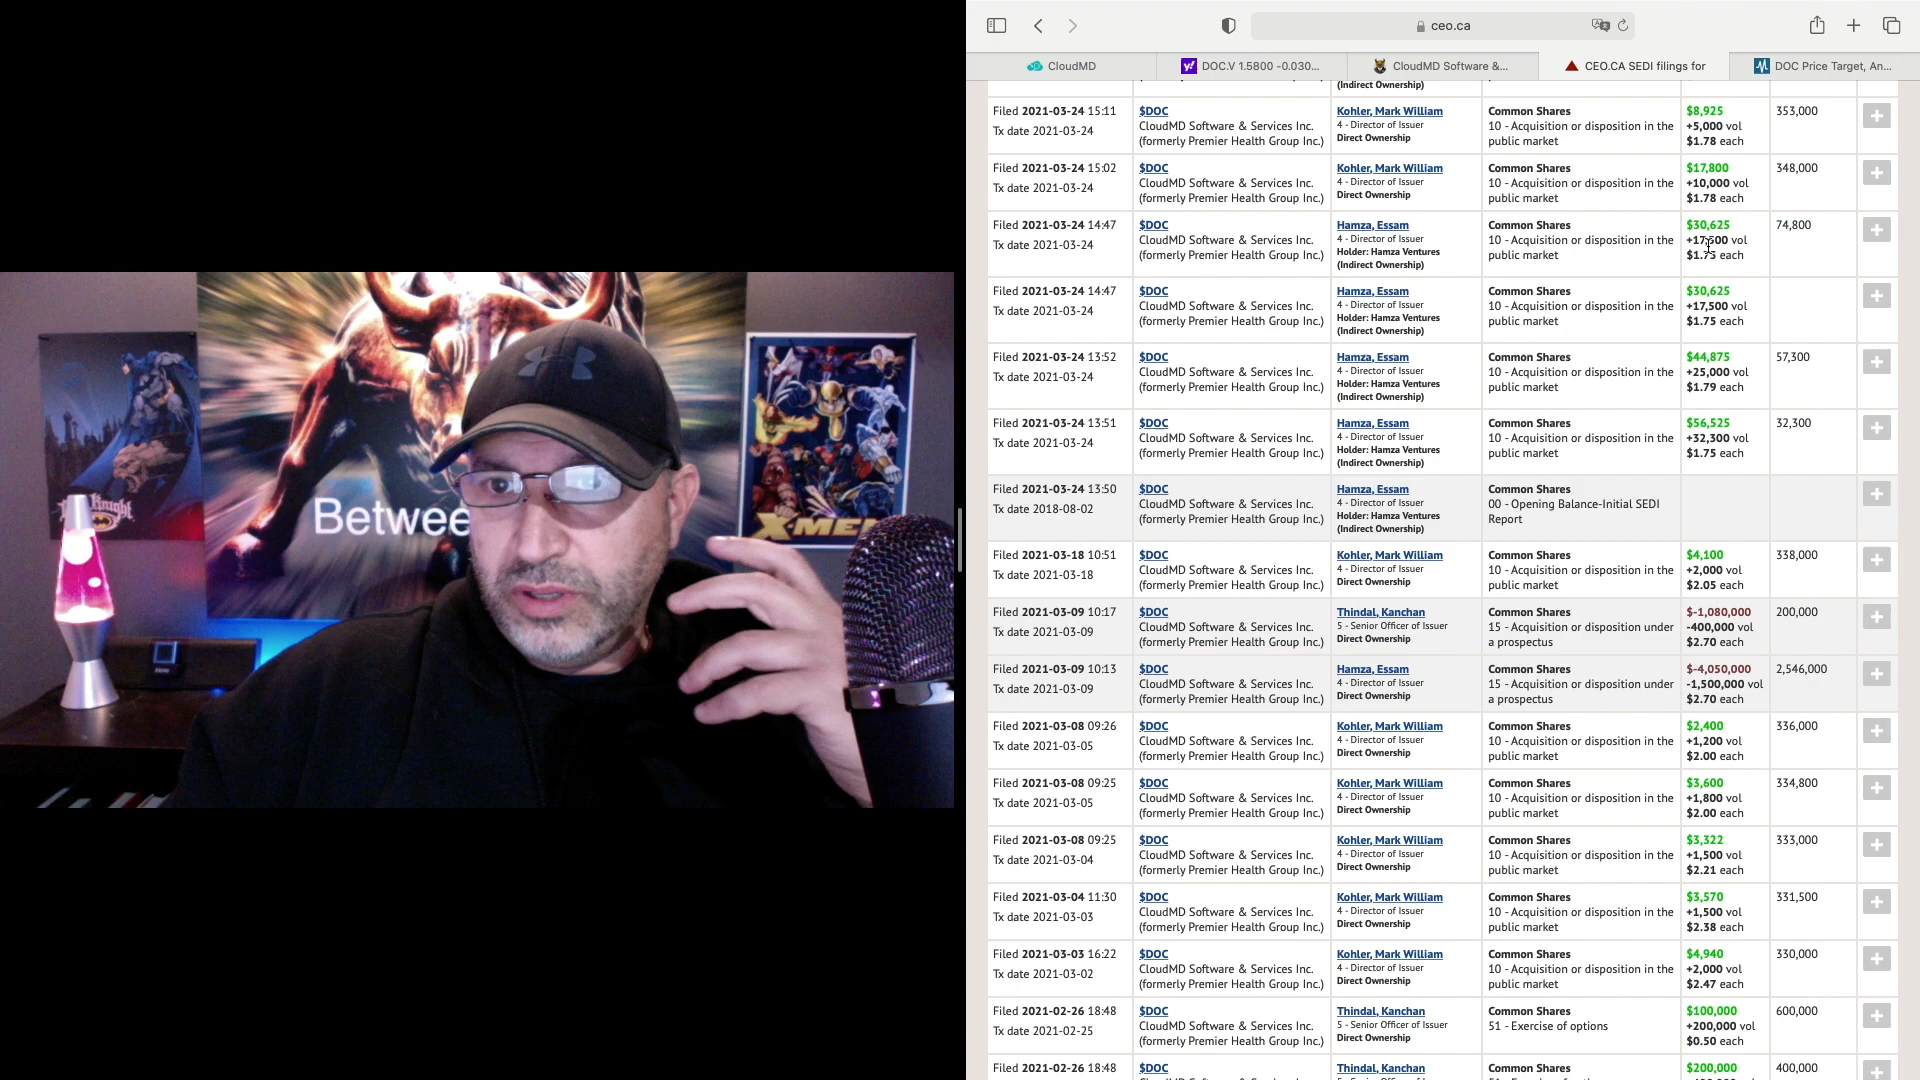 ceo.ca
CloudMD
DOC.V 1.5800 -0.030...
CloudMD Software &...
CEO.CA SEDI filings for
DOC Price Target, An...
(Indirect Ownership)
Filed 2021-03-24 15:11
Tx date 2021-03-24
$DOC
CloudMD Software & Services Inc.
(formerly Premier Health Group Inc.)
Kohler, Mark William
4 - Director of Issuer
Direct Ownership
Common Shares
10 - Acquisition or disposition in the
public market
$8,925
+5,000 vol
$1.78 each
353,000
Filed 2021-03-24 15:02
Tx date 2021-03-24
$DOC
CloudMD Software & Services Inc.
(formerly Premier Health Group Inc.)
Kohler, Mark William
4 - Director of Issuer
Direct Ownership
Common Shares
10 - Acquisition or disposition in the
public market
$17,800
+10,000 vol
$1.78 each
348,000
Filed 2021-03-24 14:47
Tx date 2021-03-24
$DOC
CloudMD Software & Services Inc.
(formerly Premier Health Group Inc.)
Hamza, Essam
4 - Director of Issuer
Holder: Hamza Ventures
(Indirect Ownership)
Common Shares
10 - Acquisition or disposition in the
public market
$30,625
+17,500 vol
$1.75 each
74,800
Filed 2021-03-24 14:47
Tx date 2021-03-24
$DOC
CloudMD Software & Services Inc.
(formerly Premier Health Group Inc.)
Hamza, Essam
4 - Director of Issuer
Holder: Hamza Ventures
(Indirect Ownership)
Common Shares
10 - Acquisition or disposition in the
public market
$30,625
+17,500 vol
$1.75 each
Filed 2021-03-24 13:52
Tx date 2021-03-24
$DOC
CloudMD Software & Services Inc.
(formerly Premier Health Group Inc.)
Hamza, Essam
4 - Director of Issuer
Holder: Hamza Ventures
(Indirect Ownership)
Common Shares
10 - Acquisition or disposition in the
public market
$44,875
+25,000 vol
$1.79 each
57,300
Filed 2021-03-24 13:51
Tx date 2021-03-24
$DOC
CloudMD Software & Services Inc.
(formerly Premier Health Group Inc.)
Hamza, Essam
4 - Director of Issuer
Holder: Hamza Ventures
(Indirect Ownership)
Common Shares
10 - Acquisition or disposition in the
public market
$56,525
+32,300 vol
$1.75 each
32,300
Filed 2021-03-24 13:50
Tx date 2018-08-02
$DOC
CloudMD Software & Services Inc.
(formerly Premier Health Group Inc.)
Hamza, Essam
4 - Director of Issuer
Holder: Hamza Ventures
(Indirect Ownership)
Common Shares
00 - Opening Balance-Initial SEDI
Report
Filed 2021-03-18 10:51
Tx date 2021-03-18
$DOC
CloudMD Software & Services Inc.
(formerly Premier Health Group Inc.)
Kohler, Mark William
4 - Director of Issuer
Direct Ownership
Common Shares
10 - Acquisition or disposition in the
public market
$4,100
+2,000 vol
$2.05 each
338,000
Filed 2021-03-09 10:17
Tx date 2021-03-09
$DOC
CloudMD Software & Services Inc.
(formerly Premier Health Group Inc.)
Thindal, Kanchan
5 - Senior Officer of Issuer
Direct Ownership
Common Shares
15 - Acquisition or disposition under
a prospectus
$-1,080,000
-400,000 vol
$2.70 each
200,000
Filed 2021-03-09 10:13
Tx date 2021-03-09
$DOC
CloudMD Software & Services Inc.
(formerly Premier Health Group Inc.)
Hamza, Essam
4 - Director of Issuer
Direct Ownership
Common Shares
15 - Acquisition or disposition under
a prospectus
$-4,050,000
-1,500,000 vol
$2.70 each
2,546,000
Filed 2021-03-08 09:26
Tx date 2021-03-05
$DOC
CloudMD Software & Services Inc.
(formerly Premier Health Group Inc.)
Kohler, Mark William
4 - Director of Issuer
Direct Ownership
Common Shares
10 - Acquisition or disposition in the
public market
$2,400
+1,200 vol
$2.00 each
336,000
Filed 2021-03-08 09:25
Tx date 2021-03-05
$DOC
CloudMD Software & Services Inc.
(formerly Premier Health Group Inc.)
Kohler, Mark William
4 - Director of Issuer
Direct Ownership
Common Shares
10 - Acquisition or disposition in the
public market
$3,600
+1,800 vol
$2.00 each
334,800
Filed 2021-03-08 09:25
Tx date 2021-03-04
$DOC
CloudMD Software & Services Inc.
(formerly Premier Health Group Inc.)
Kohler, Mark William
4 - Director of Issuer
Direct Ownership
Common Shares
10 - Acquisition or disposition in the
public market
$3,322
+1,500 vol
$2.21 each
333,000
Filed 2021-03-04 11:30
Tx date 2021-03-03
$DOC
CloudMD Software & Services Inc.
(formerly Premier Health Group Inc.)
Kohler, Mark William
4 - Director of Issuer
Direct Ownership
Common Shares
10 - Acquisition or disposition in the
public market
$3,570
+1,500 vol
$2.38 each
331,500
Filed 2021-03-03 16:22
Tx date 2021-03-02
$DOC
CloudMD Software & Services Inc.
(formerly Premier Health Group Inc.)
Kohler, Mark William
4 - Director of Issuer
Direct Ownership
Common Shares
10 - Acquisition or disposition in the
public market
$4,940
+2,000 vol
$2.47 each
330,000
Filed 2021-02-26 18:48
Tx date 2021-02-25
$DOC
CloudMD Software & Services Inc.
(formerly Premier Health Group Inc.)
Thindal, Kanchan
5 - Senior Officer of Issuer
Direct Ownership
Common Shares
51 - Exercise of options
$100,000
+200,000 vol
$0.50 each
600,000
Filed 2021-02-26 18:48
$DOC
Thindal, Kanchan
Common Shares
$200,000
400,000
Betwee
Knight
X-MEN